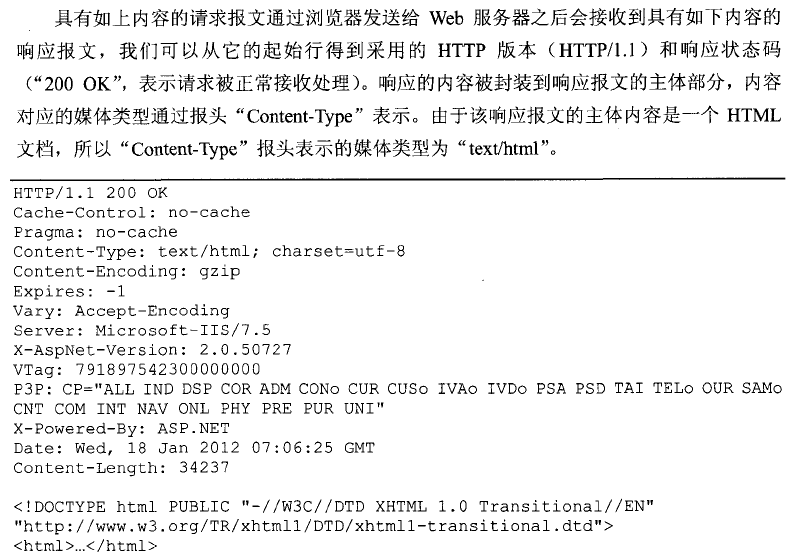 具有如上内容的请求报文通过浏览器发送给 Web 服务器之后会接收到具有如下内容的
响应报文，我们可以从它的起始行得到采用的 HTTP 版本（HTTP/1.1）和响应状态码
（“200 OK”，表示请求被正常接收处理）。响应的内容被封装到响应报文的主体部分，内容
对应的媒体类型通过报头“Content-Type”表示。由于该响应报文的主体内容是一个 HTML
文档，所以“Content-Type”报头表示的媒体类型为“text/html”。
HTTP/1.1 200 OK
Cache-Control: no-cache
Pragma: no-cache
Content-Type: text/html; charset=utf-8
Content-Encoding: gzip
Expires: -1
Vary: Accept-Encoding
Server: Microsoft-IIS/7.5
X-AspNet-Version: 2.0.50727
VTag: 791897542300000000
P3P: CP="ALL IND DSP COR ADM CONo CUR CUSo IVAo IVDo PSA PSD TAI TELo OUR SAMo
CNT COM INT NAV ONL PHY PRE PUR UNI"
X-Powered-By: ASP.NET
Date: Wed, 18 Jan 2012 07:06:25 GMT
Content-Length: 34237
<!DOCTYPE html PUBLIC "-//W3C//DTD XHTML 1.0 Transitional//EN"
"http://www.w3.org/TR/xhtml1/DTD/xhtml1-transitional.dtd">
<html>…</html>